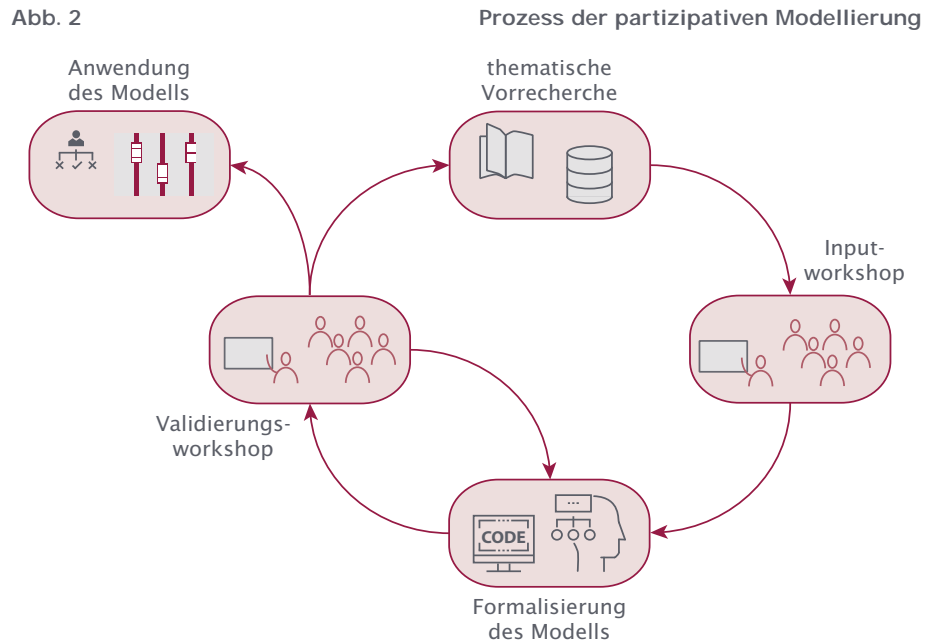 Abb. 2 Prozess der partizipativen Modellierung
Anwendung
des Modells
thematische
Vorrecherche
Input-
workshop
Validierungs-
workshop
CODE
...
Formalisierung
des Modells